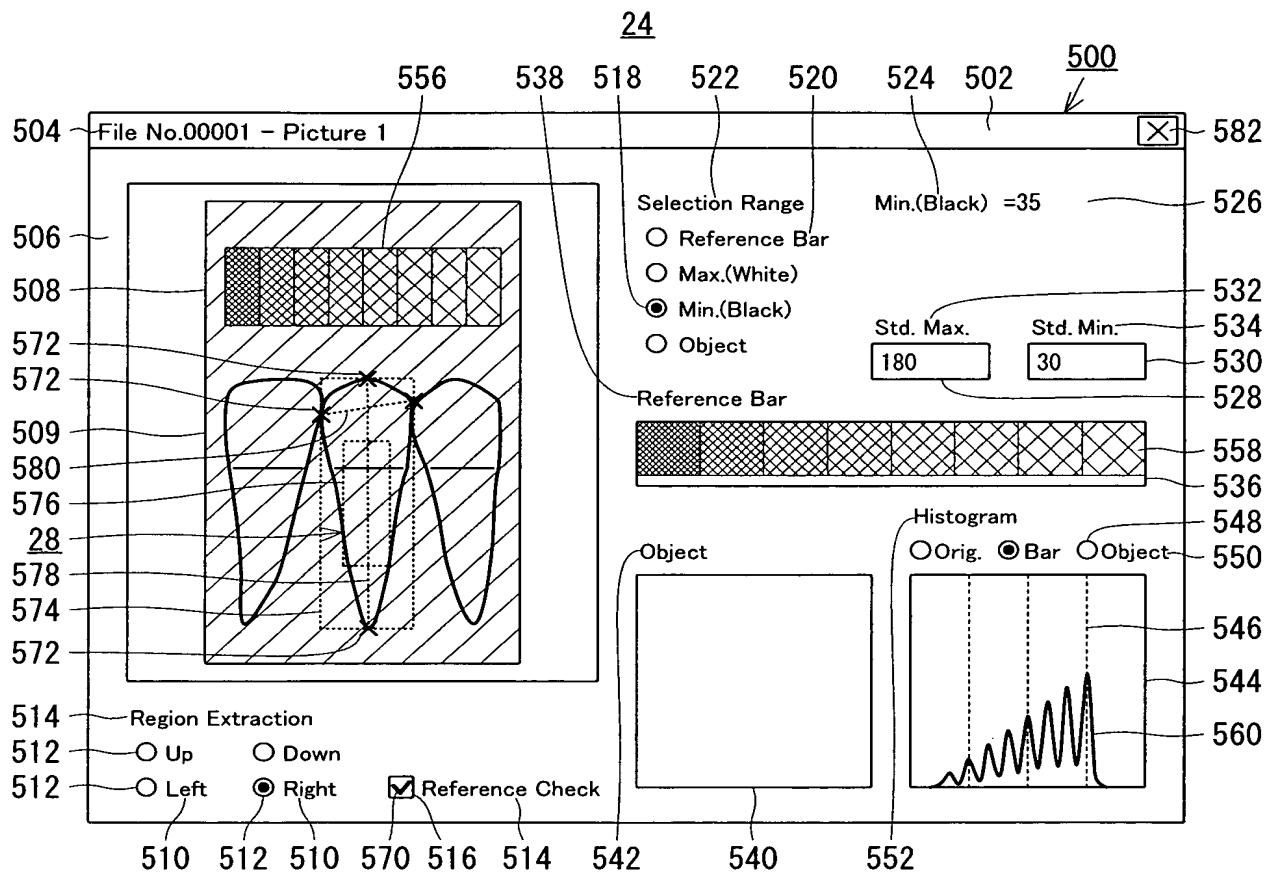 24
556 538 518 522 520 524 502 500
504 File No.00001 - Picture 1 582
506 Selection Range Min.(Black) =35 526
Reference Bar
508 Max.(White)
Min.(Black) 532
572 Object Std. Max. Std. Min. 534
572 180 30 530
509 Reference Bar 528
580 558
576 536
28 Histogram 548
578 Object Orig. Bar Object 550
574 546
572 544
514 Region Extraction 560
512 Up Down
512 Left Right Reference Check
510 512 510 570 516 514 542 540 552